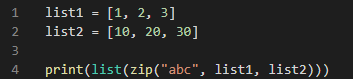 1 list1 = [1, 2, 3]
2 list2 = [10, 20, 30]
3
4 print(list(zip("abc", list1, list2)))